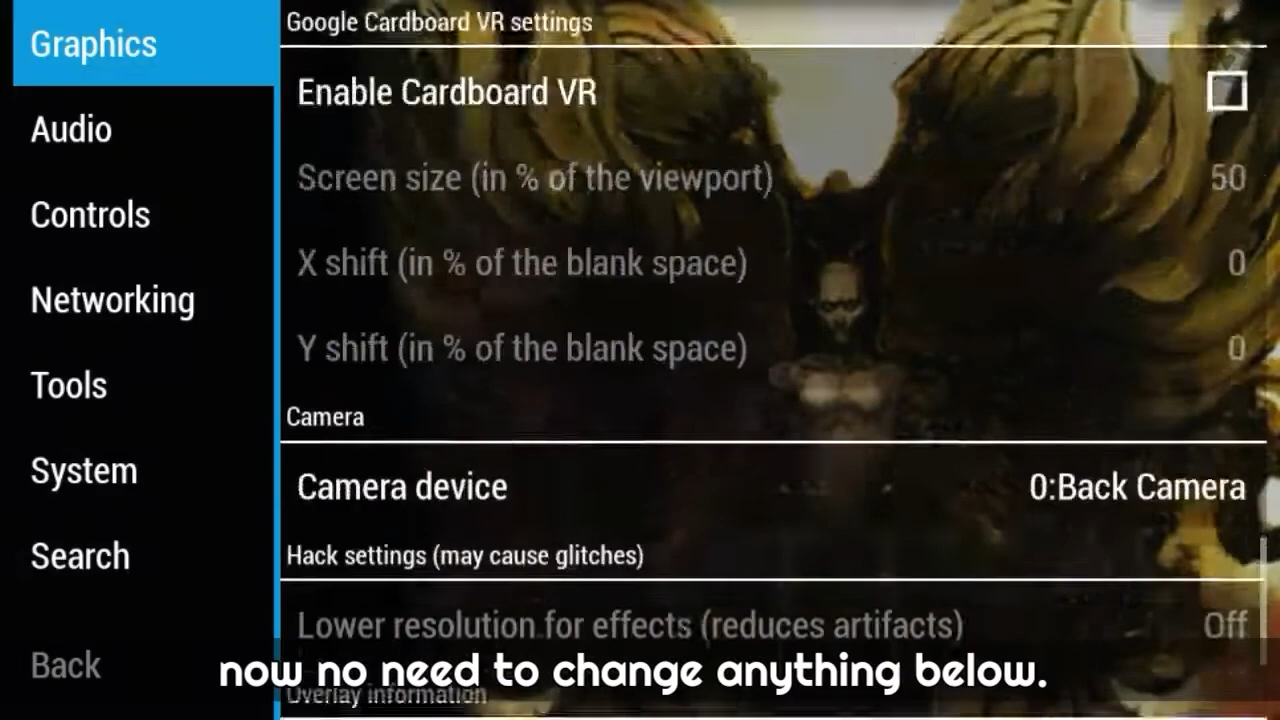 Graphics
Audio
Controls
Networking
Tools
System
Search
Back
Google Cardboard VR settings
Enable Cardboard VR
Screen size (in % of the viewport) 50
X shift (in % of the blank space) 0
Y shift (in % of the blank space) 0
Camera
Camera device 0:Back Camera
Hack settings (may cause glitches)
Lower resolution for effects (reduces artifacts) Off
now no need to change anything below.
Overlay information